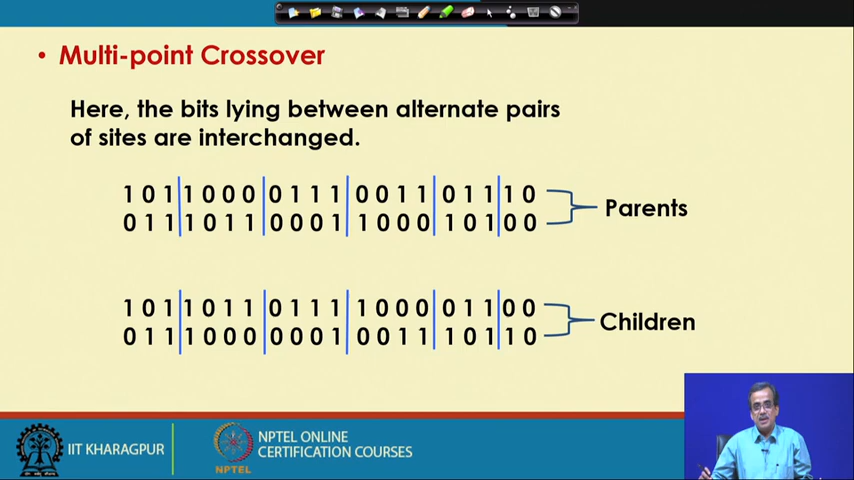 • Multi-point Crossover
Here, the bits lying between alternate pairs
of sites are interchanged.
1 0 1 1 0 0 0 0 1 1 1 0 0 1 1 0 1 1 1 0
0 1 1 1 0 1 1 0 0 0 1 1 0 0 0 1 0 1 0 0
Parents
1 0 1 1 0 1 1 0 1 1 1 1 0 0 0 0 1 1 0 0
0 1 1 1 0 0 0 0 0 0 1 0 0 1 1 1 0 1 1 0
Children
IIT KHARAGPUR
NPTEL
NPTEL ONLINE
CERTIFICATION COURSES